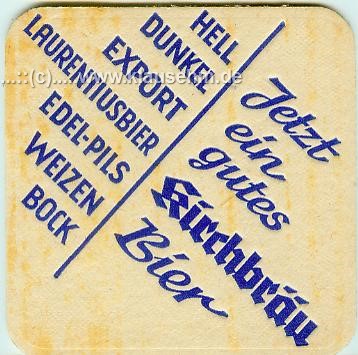 HELL
DUNKEL
EXPORT
LAURENTIUSBIER
EDEL-PILS
WEIZEN
BOCK
Jetzt
ein
gutes
Kirchbräu
Bier